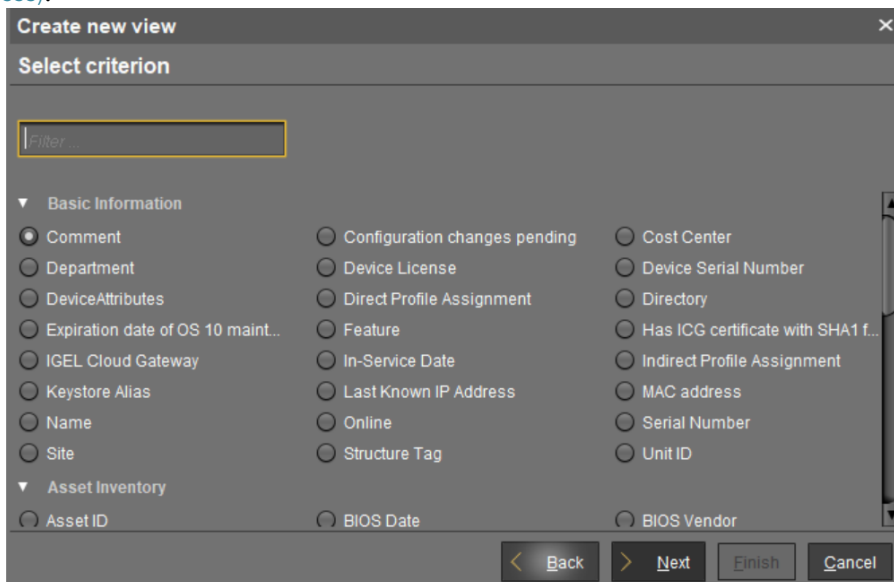 Create new view
Select criterion
Filter ...
Basic Information
Comment Configuration changes pending Cost Center
Department Device License Device Serial Number
DeviceAttributes Direct Profile Assignment Directory
Expiration date of OS 10 maint... Feature Has ICG certificate with SHA1 f...
IGEL Cloud Gateway In-Service Date Indirect Profile Assignment
Keystore Alias Last Known IP Address MAC address
Name Online Serial Number
Site Structure Tag Unit ID
Asset Inventory
Asset ID BIOS Date BIOS Vendor
Back Next Finish Cancel